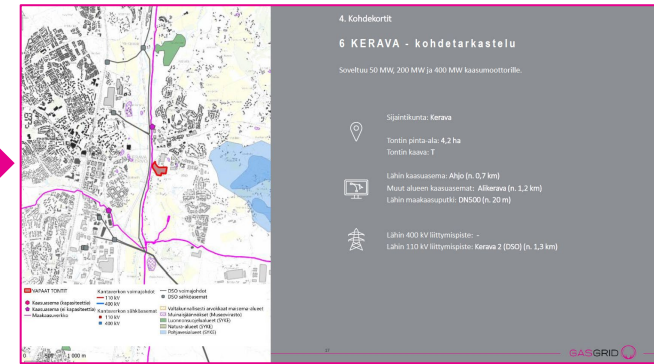 4. Kohdekortit
6 KERAVA - kohdetarkastelu
Soveltuu 50 MW, 200 MW ja 400 MW kaasumoottorille.
Sijaintikunta: Kerava
Tontin pinta-ala: 4,2 ha
Tontin kaava: T
Lähin kaasuasema: Ahjo (n. 0,7 km)
Muut alueen kaasuasemat: Alikerava (n. 1,2 km)
Lähin maakaasuputki: DN500 (n. 20 m)
Lähin 400 kV liittymispiste: -
Lähin 110 kV liittymispiste: Kerava 2 (DSO) (n. 1,3 km)
VAPAAT TONTIT
Kaasuasema (kapasiteettia)
Kaasuasema (ei kapasiteettia)
Maakaasuverkko
Kantaverkon voimajohdot
110 kV
400 kV
Kantaverkon sähköasemat
110 kV
400 kV
DSO voimajohdot
DSO sähköasemat
Valtakunnallisesti arvokkaat maisema-alueet
Muinaisjäännökset (Museovirasto)
Luonnonsuojelualueet (SYKE)
Natura-alueet (SYKE)
Pohjavesialueet (SYKE)
0 500 1 000 m
GASGRID